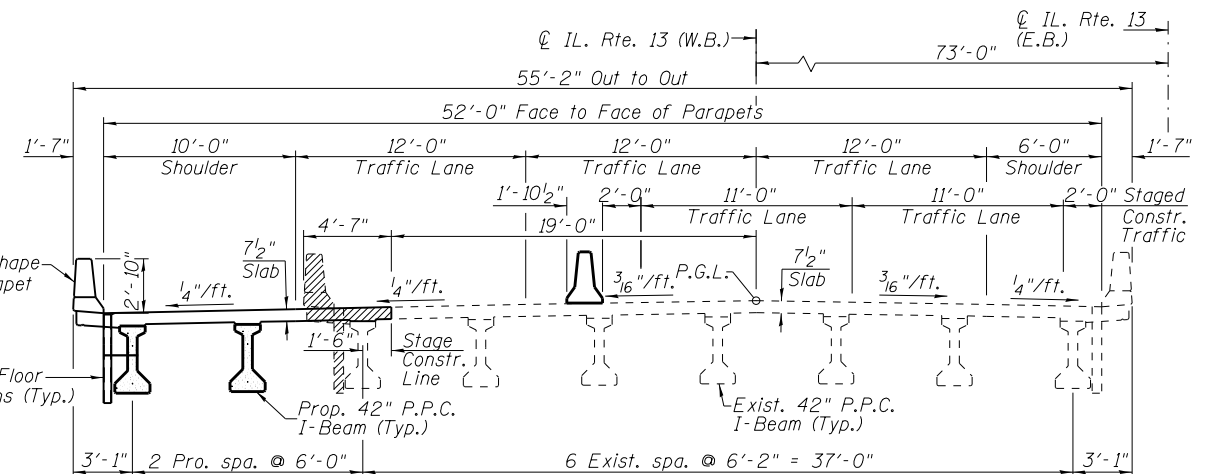 ℄ IL. Rte. 13 (W.B.)
℄ IL. Rte. 13
(E.B.)
73'-0"
55'-2" Out to Out
52'-0" Face to Face of Parapets
1'-7"
10'-0"
Shoulder
12'-0"
Traffic Lane
12'-0"
Traffic Lane
12'-0"
Traffic Lane
6'-0"
Shoulder
1'-7"
1'-10½"
2'-0"
11'-0"
Traffic Lane
11'-0"
Traffic Lane
2'-0" Staged
Constr.
Traffic
4'-7"
19'-0"
Shape
2'-10"
¼"/ft.
7½"
Slab
¼"/ft.
3/16"/ft.
P.G.L.
7½"
Slab
3/16"/ft.
¼"/ft.
1'-6"
Stage
Constr.
Line
Floor
(Typ.)
Prop. 42" P.P.C.
I-Beam (Typ.)
Exist. 42" P.P.C.
I-Beam (Typ.)
3'-1"
2 Pro. spa. @ 6'-0"
6 Exist. spa. @ 6'-2" = 37'-0"
3'-1"